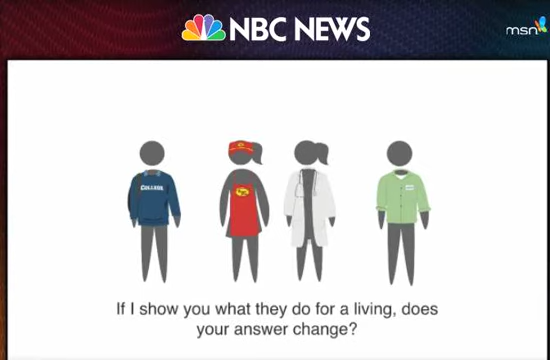 NBC NEWS
msn
COLLEGE
If I show you what they do for a living, does
your answer change?